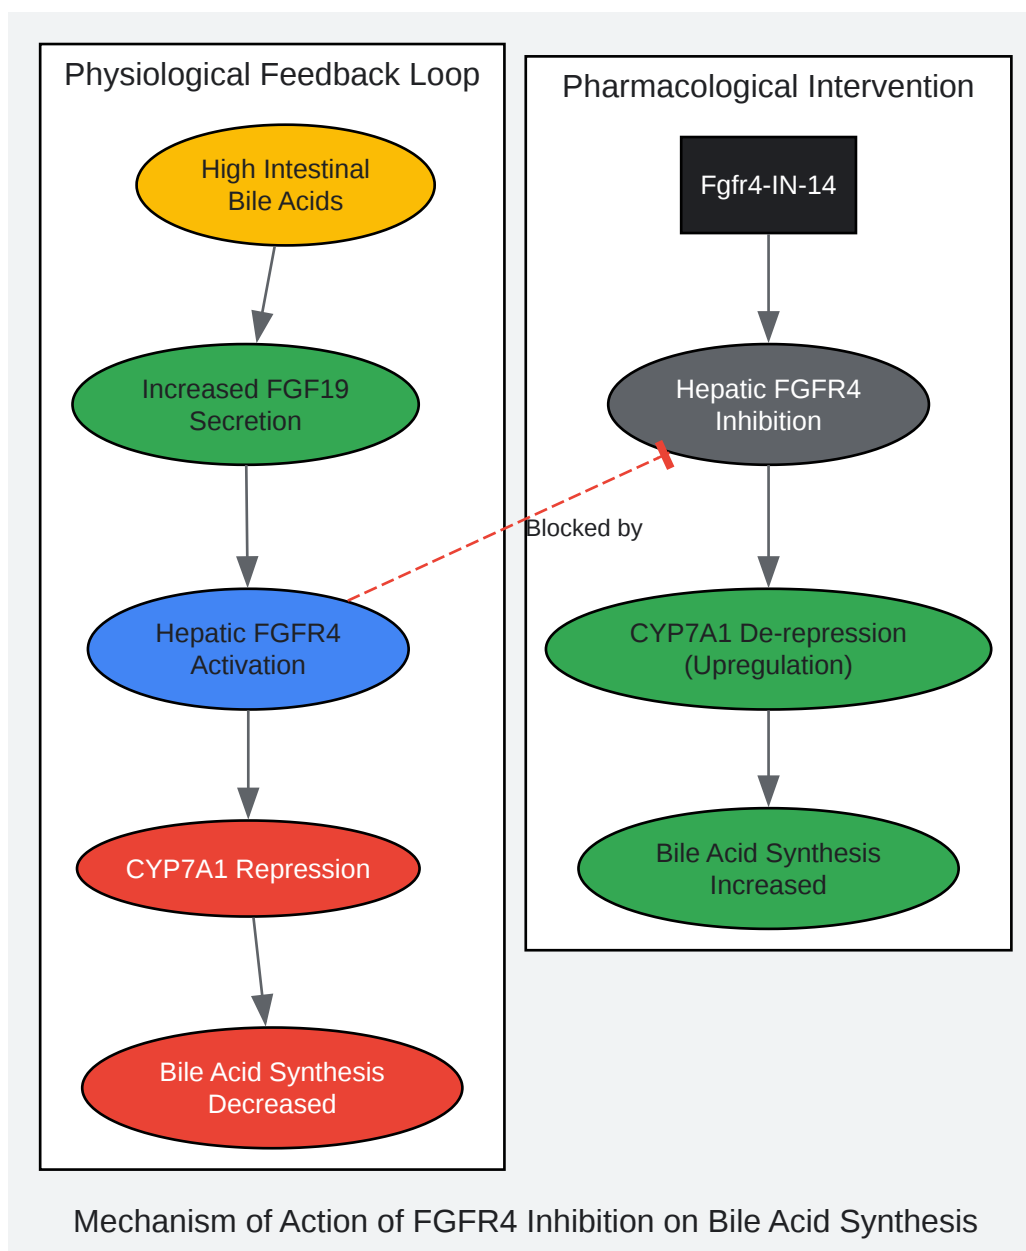 Physiological Feedback Loop
High Intestinal
Bile Acids
Increased FGF19
Secretion
Hepatic FGFR4
Activation
CYP7A1 Repression
Bile Acid Synthesis
Decreased
Pharmacological Intervention
Fgfr4-IN-14
Hepatic FGFR4
Inhibition
Blocked by
CYP7A1 De-repression
(Upregulation)
Bile Acid Synthesis
Increased
Mechanism of Action of FGFR4 Inhibition on Bile Acid Synthesis